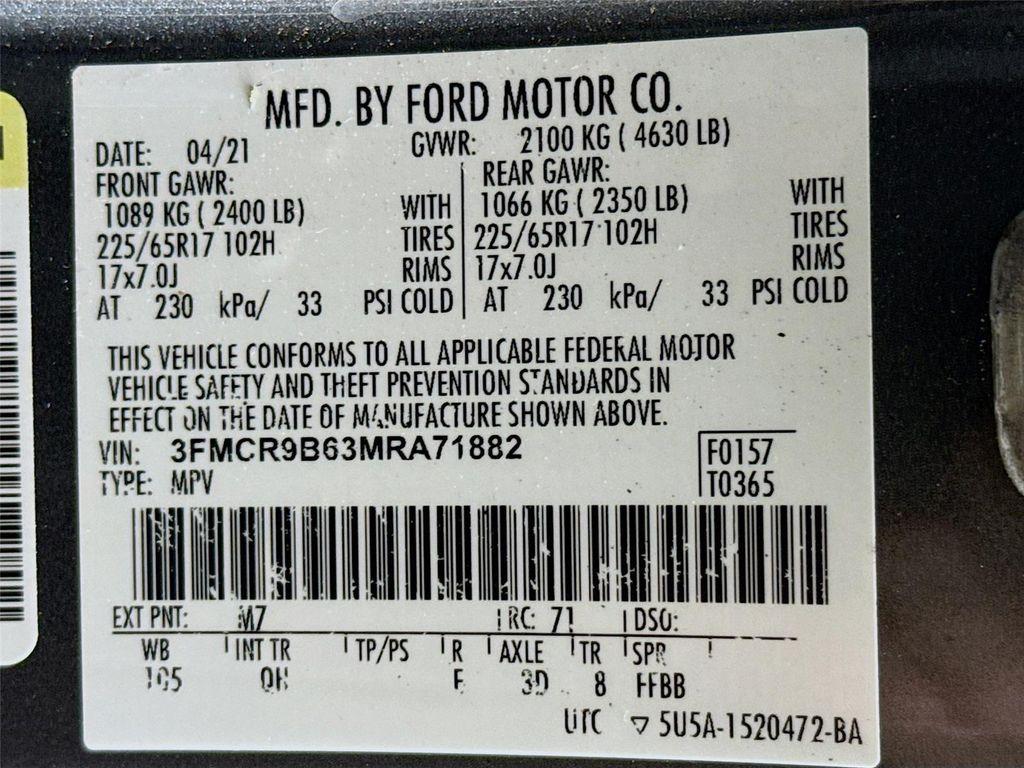 MFD. BY FORD MOTOR CO.
DATE: 04/21 GVWR: 2100 KG ( 4630 LB)
FRONT GAWR: REAR GAWR:
1089 KG ( 2400 LB) WITH 1066 KG ( 2350 LB) WITH
225/65R17 102H TIRES 225/65R17 102H TIRES
17x7.0J RIMS 17x7.0J RIMS
AT 230 kPa/ 33 PSI COLD AT 230 kPa/ 33 PSI COLD
THIS VEHICLE CONFORMS TO ALL APPLICABLE FEDERAL MOTOR
VEHICLE SAFETY AND THEFT PREVENTION STANDARDS IN
EFFECT ON THE DATE OF MANUFACTURE SHOWN ABOVE.
VIN: 3FMCR9B63MRA71882 F0157
TYPE: MPV T0365
EXT PNT: M7 RC: 71 DSO:
WB INT TR TP/PS R AXLE TR SPR
105 3D 8 FFBB
UTC ▽ 5U5A-1520472-BA